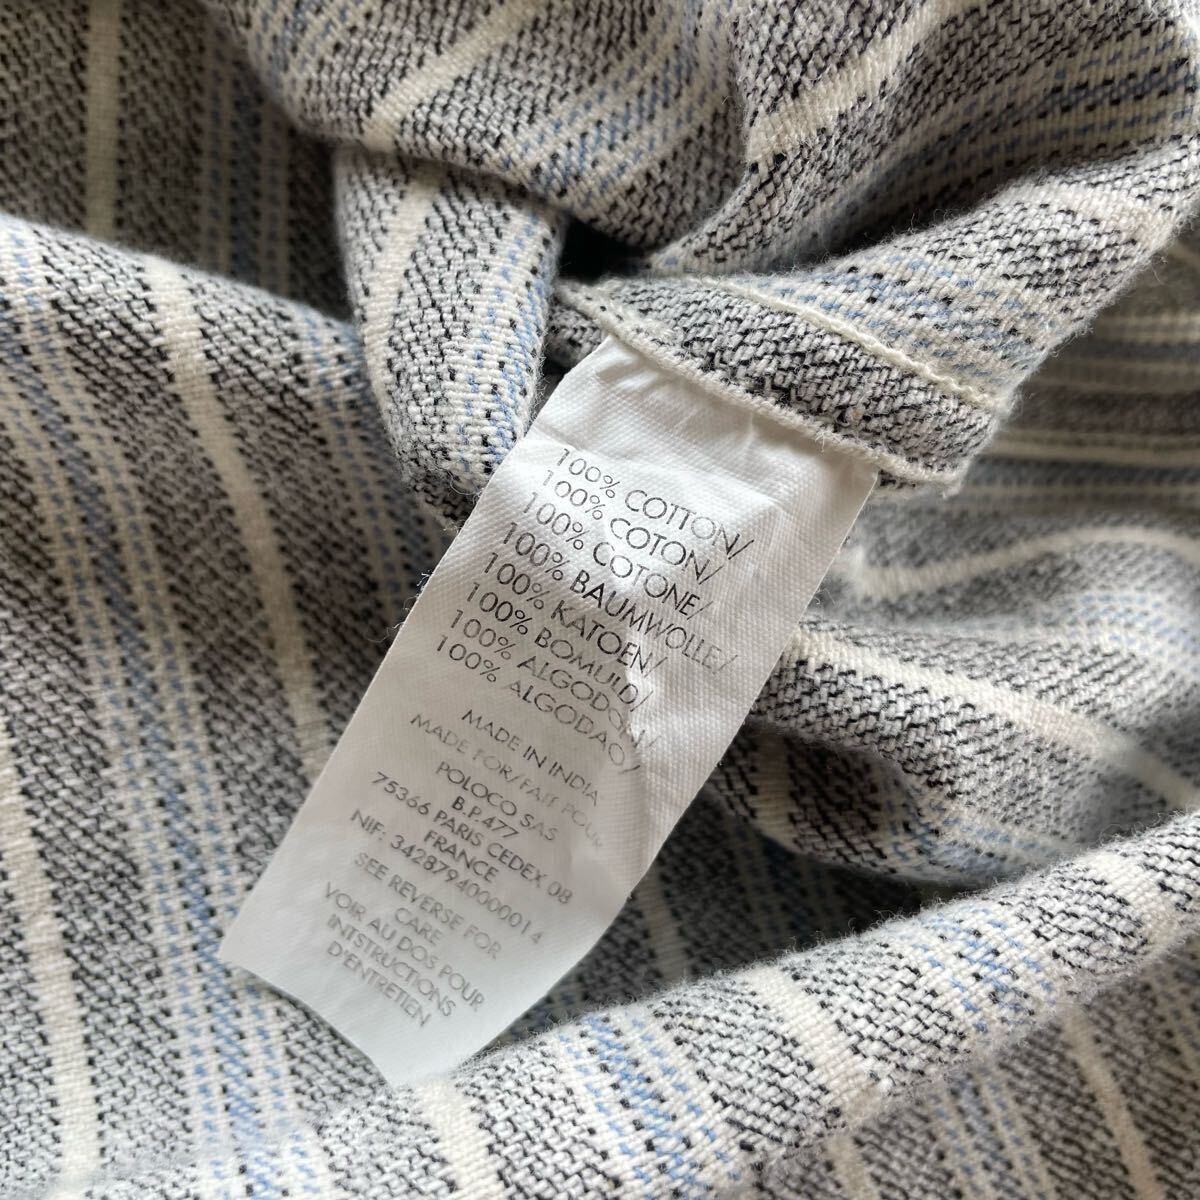 100% COTTON/
100% COTON/
100% COTONE/
100% BAUMWOLLE/
100% KATOEN/
100% BOMULD/
100% ALGODON/
100% ALGODAO/
MADE IN INDIA
MADE FOR/FAIT POUR
POLOCO SAS
B.P.477
75366 PARIS CEDEX 08
FRANCE
NIF. 34287940000014
SEE REVERSE FOR
CARE
VOIR AU DOS POUR
INTSTRUCTIONS
D'ENTRETIEN